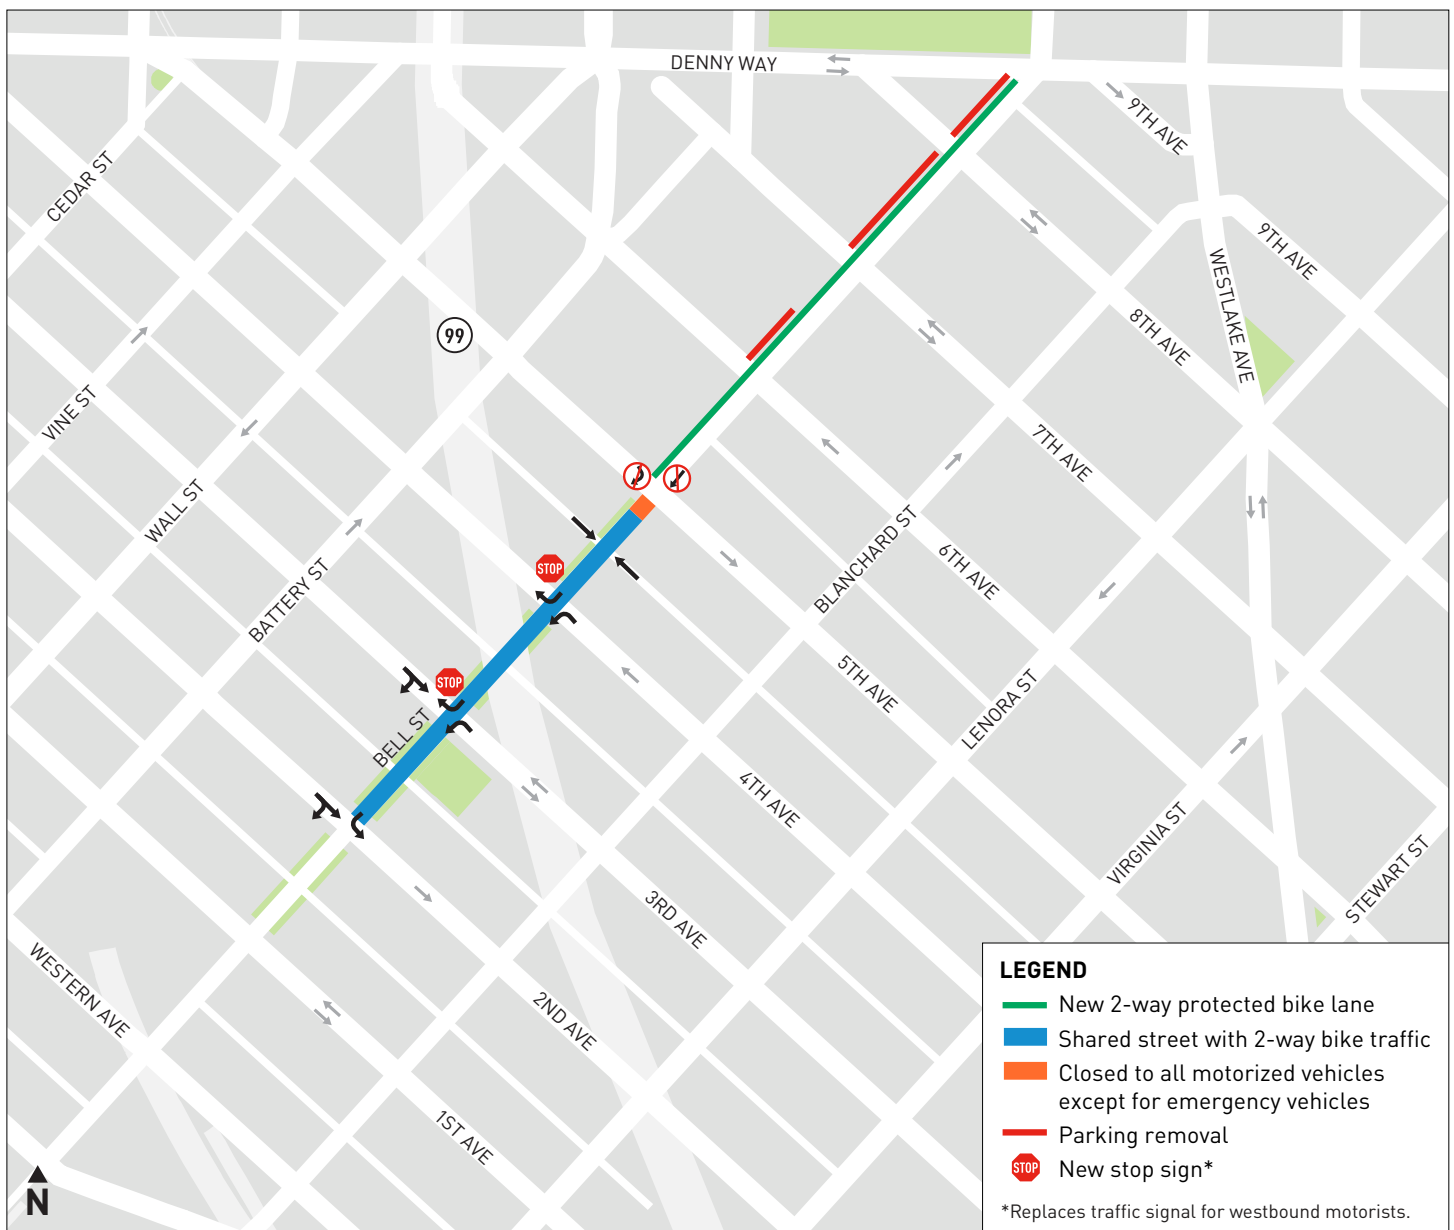 DENNY WAY
9TH AVE
CEDAR ST
9TH AVE
WESTLAKE AVE
99
8TH AVE
VINE ST
7TH AVE
WALL ST
BLANCHARD ST
6TH AVE
STOP
BATTERY ST
5TH AVE
STOP
LENORA ST
BELL ST
4TH AVE
VIRGINIA ST
STEWART ST
3RD AVE
WESTERN AVE
2ND AVE
1ST AVE
N
LEGEND
New 2-way protected bike lane
Shared street with 2-way bike traffic
Closed to all motorized vehicles
except for emergency vehicles
Parking removal
STOP New stop sign*
*Replaces traffic signal for westbound motorists.